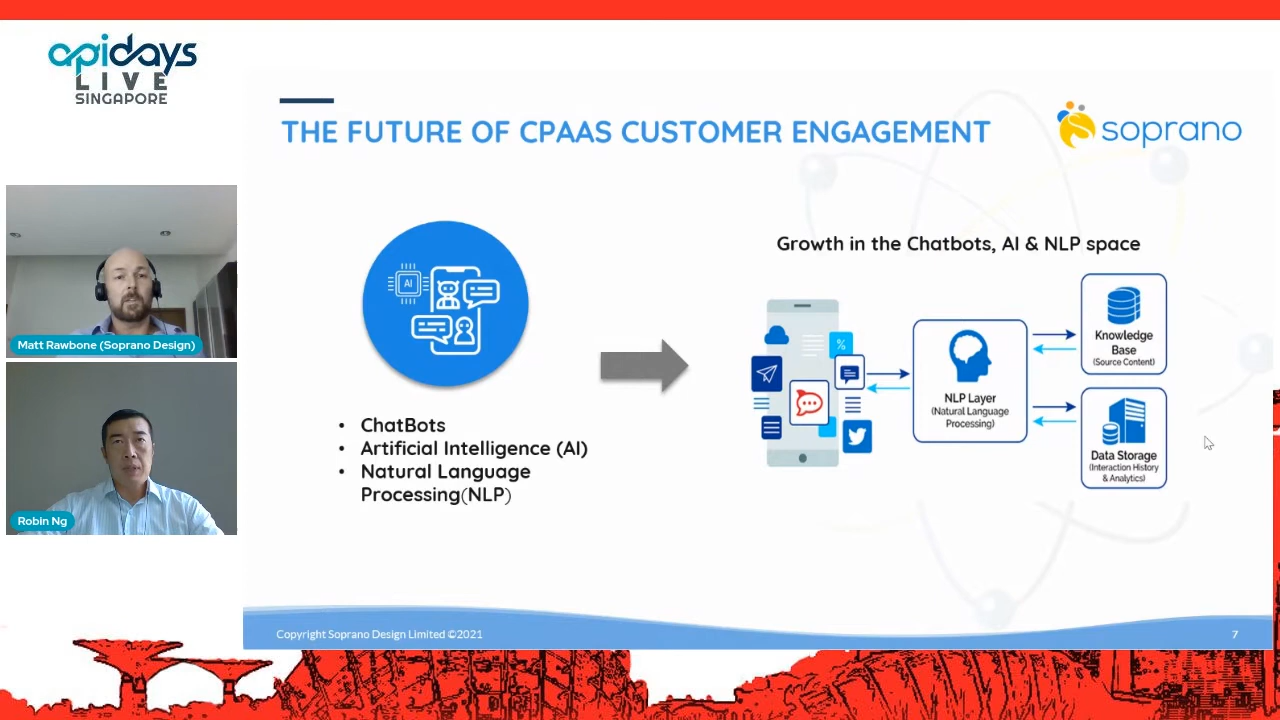 apidays
LIVE
SINGAPORE
THE FUTURE OF CPAAS CUSTOMER ENGAGEMENT
soprano
Matt Rawbone (Soprano Design)
Robin Ng
AI
• ChatBots
• Artificial Intelligence (AI)
• Natural Language
Processing(NLP)
Growth in the Chatbots, AI & NLP space
%
NLP Layer
(Natural Language
Processing)
Knowledge
Base
(Source Content)
Data Storage
(Interaction History
& Analytics)
Copyright Soprano Design Limited ©2021
7